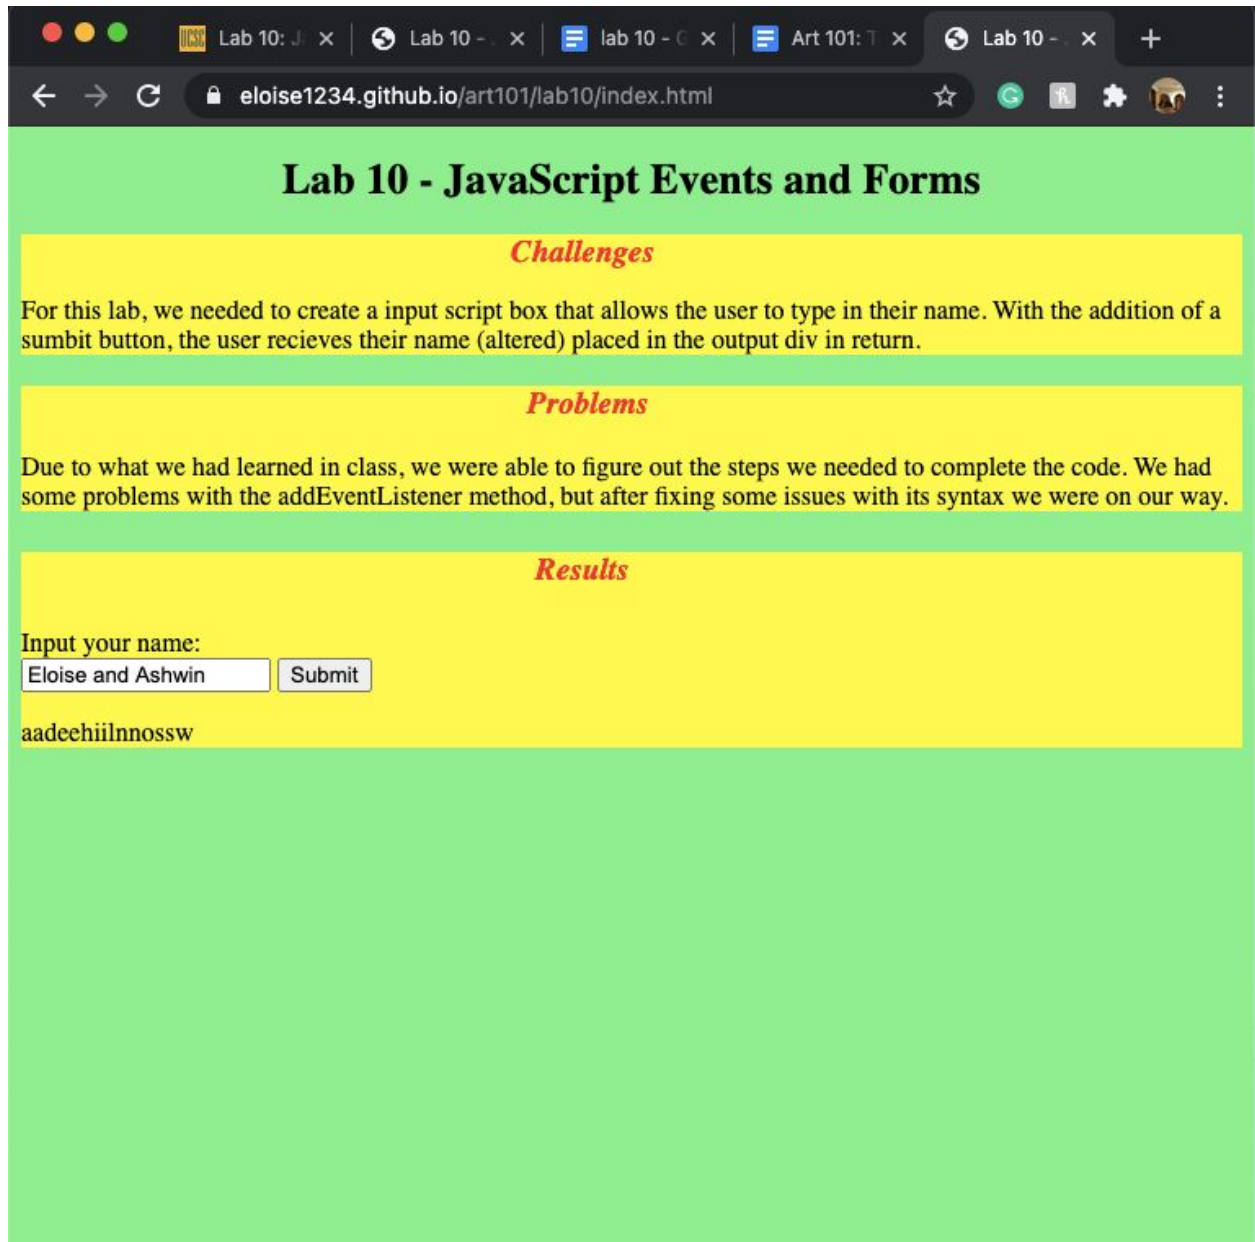 UCSC Lab 10: J
Lab 10 -
lab 10 - G
Art 101: T
Lab 10 -
eloise1234.github.io/art101/lab10/index.html
Lab 10 - JavaScript Events and Forms
Challenges
For this lab, we needed to create a input script box that allows the user to type in their name. With the addition of a
sumbit button, the user recieves their name (altered) placed in the output div in return.
Problems
Due to what we had learned in class, we were able to figure out the steps we needed to complete the code. We had
some problems with the addEventListener method, but after fixing some issues with its syntax we were on our way.
Results
Input your name:
Eloise and Ashwin Submit
aadeehiilnnossw